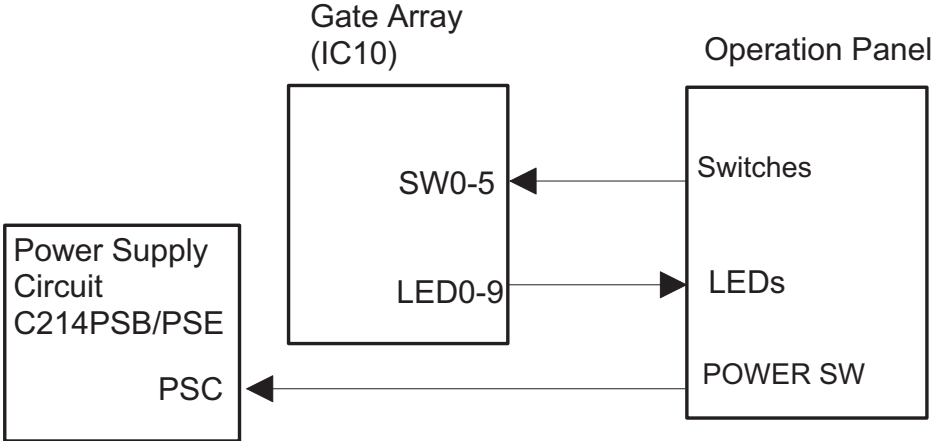 Gate Array
(IC10)
Operation Panel
SW0-5
Switches
Power Supply
Circuit
C214PSB/PSE
LED0-9
LEDs
PSC
POWER SW